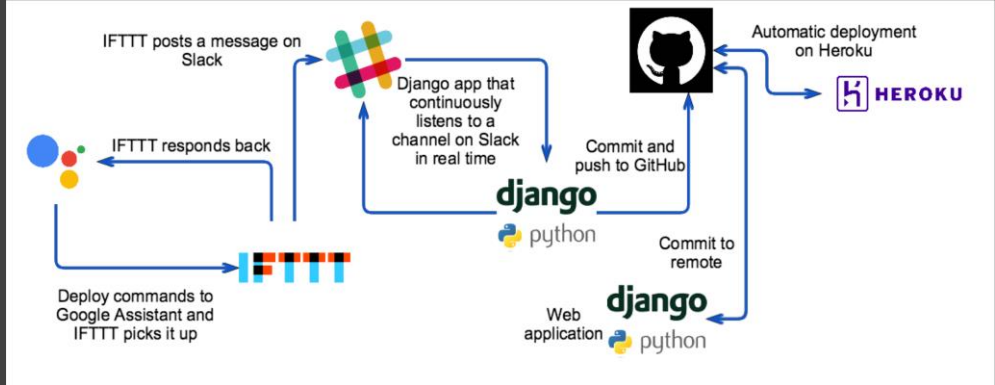 IFTTT posts a message on
Slack
Django app that
continuously
listens to a
channel on Slack
in real time
Automatic deployment
on Heroku
HEROKU
IFTTT responds back
Commit and
push to GitHub
django
python
IFTTT
Deploy commands to
Google Assistant and
IFTTT picks it up
Commit to
remote
Web
application
django
python